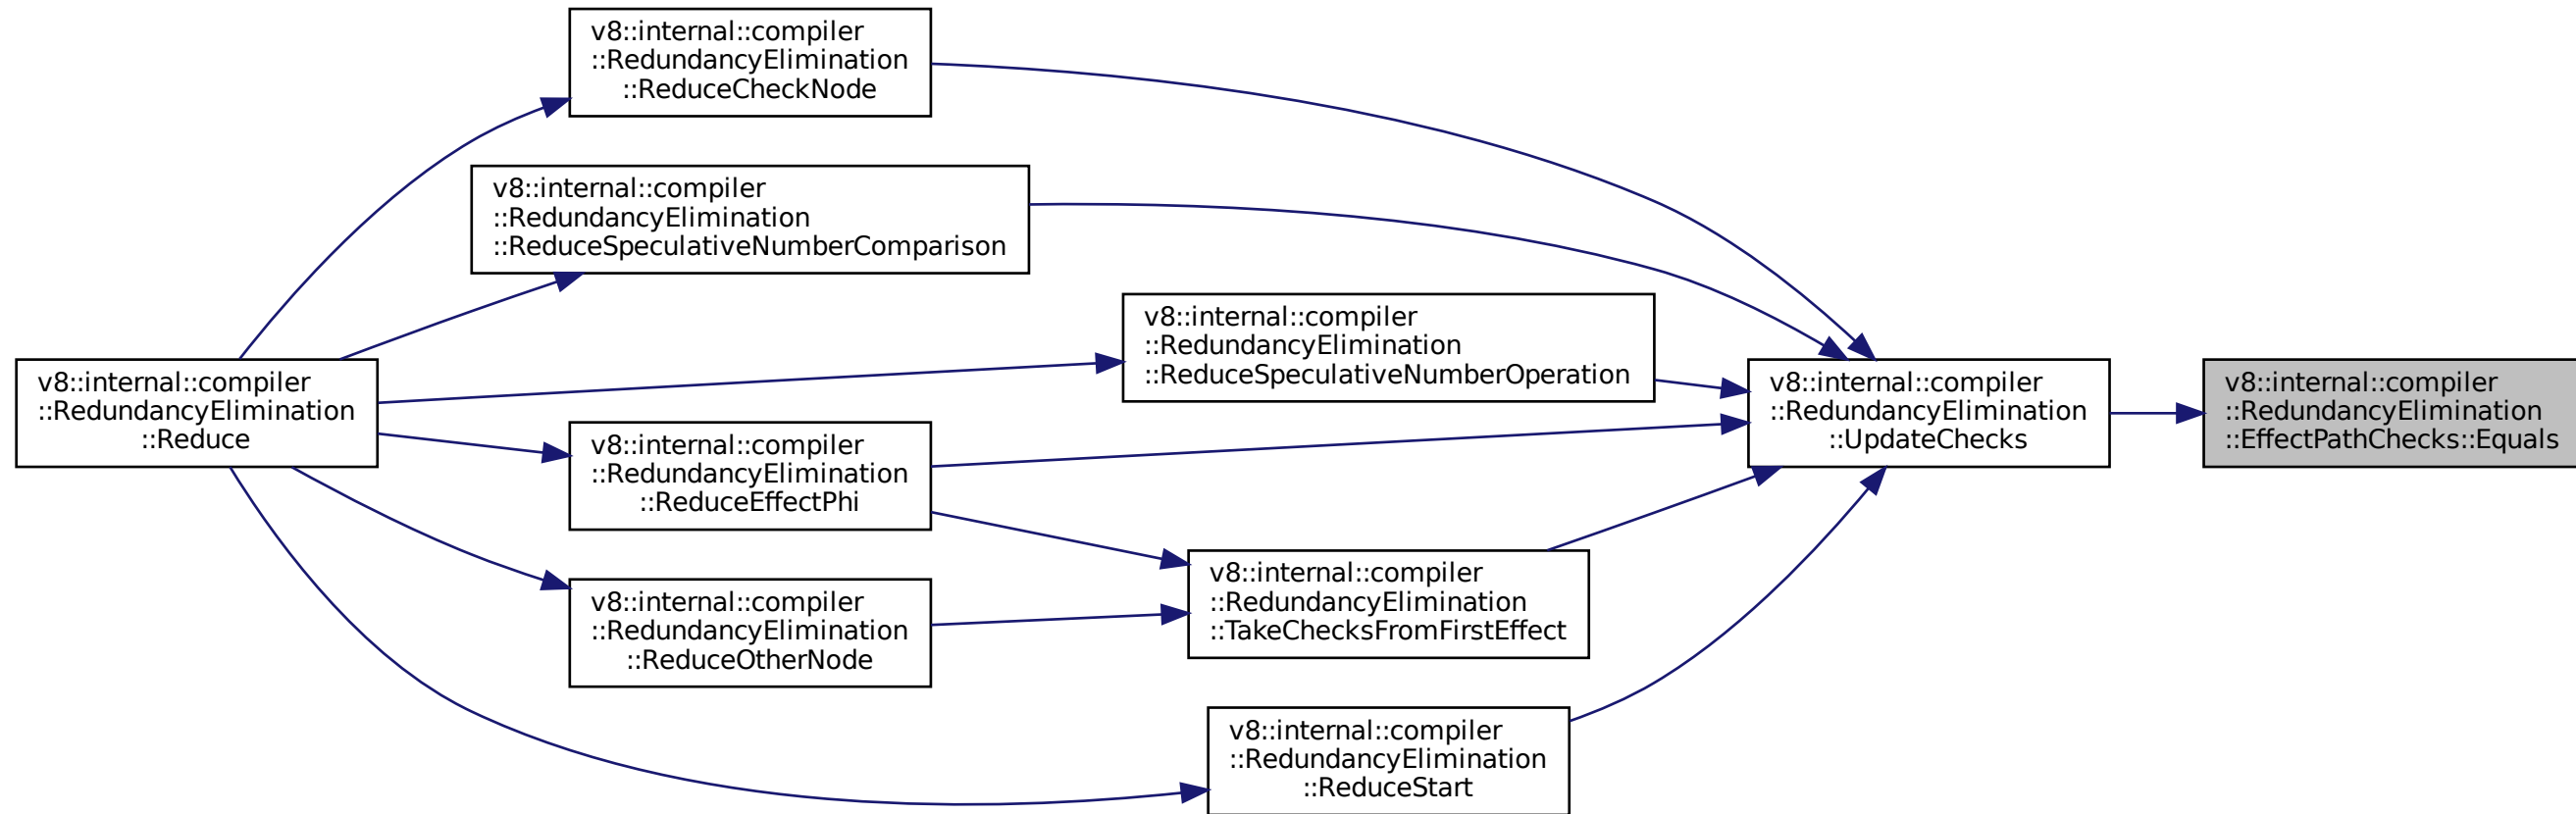 v8::internal::compiler
::RedundancyElimination
::ReduceCheckNode
v8::internal::compiler
::RedundancyElimination
::ReduceSpeculativeNumberComparison
v8::internal::compiler
::RedundancyElimination
::ReduceSpeculativeNumberOperation
v8::internal::compiler
::RedundancyElimination
::Reduce
v8::internal::compiler
::RedundancyElimination
::UpdateChecks
v8::internal::compiler
::RedundancyElimination
::EffectPathChecks::Equals
v8::internal::compiler
::RedundancyElimination
::ReduceEffectPhi
v8::internal::compiler
::RedundancyElimination
::TakeChecksFromFirstEffect
v8::internal::compiler
::RedundancyElimination
::ReduceOtherNode
v8::internal::compiler
::RedundancyElimination
::ReduceStart